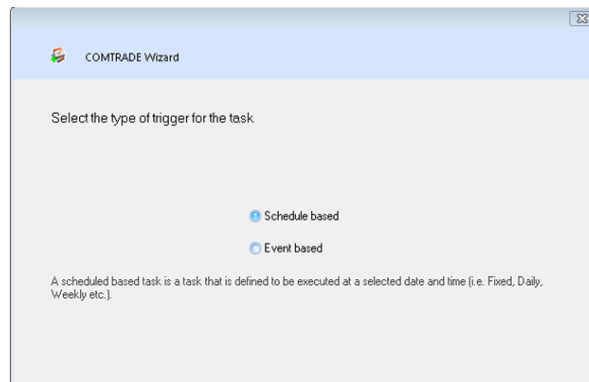 COMTRADE Wizard
Select the type of trigger for the task
Schedule based
Event based
A scheduled based task is a task that is defined to be executed at a selected date and time (i.e. Fixed, Daily,
Weekly etc.).